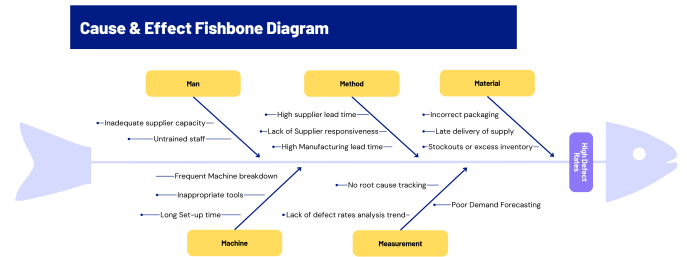 Cause & Effect Fishbone Diagram
Man
Method
Material
Inadequate supplier capacity
Untrained staff
High supplier lead time
Lack of Supplier responsiveness
High Manufacturing lead time
Incorrect packaging
Late delivery of supply
Stockouts or excess inventory
High Defect
Rates
Frequent Machine breakdown
Inappropriate tools
Long Set-up time
No root cause tracking
Lack of defect rates analysis trend
Poor Demand Forecasting
Machine
Measurement